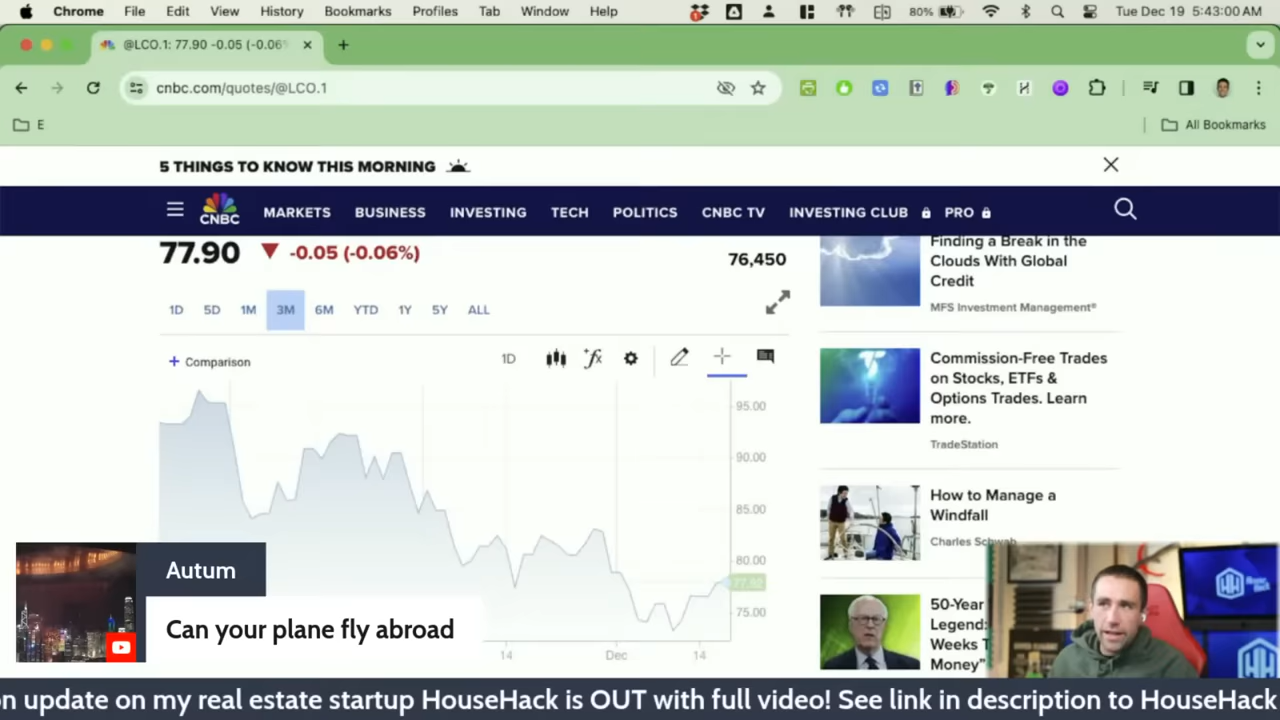 Chrome File Edit View History Bookmarks Profiles Tab Window Help 80% Tue Dec 19 5:43:00 AM
@LCO.1: 77.90 -0.05 (-0.06%
cnbc.com/quotes/@LCO.1
E
All Bookmarks
5 THINGS TO KNOW THIS MORNING
CNBC MARKETS BUSINESS INVESTING TECH POLITICS CNBC TV INVESTING CLUB PRO
77.90 -0.05 (-0.06%) 76,450
1D 5D 1M 3M 6M YTD 1Y 5Y ALL
+ Comparison 1D
95.00
90.00
85.00
80.00
77.90
75.00
14 Dec 14
Finding a Break in the
Clouds With Global
Credit
MFS Investment Management®
Commission-Free Trades
on Stocks, ETFs &
Options Trades. Learn
more.
TradeStation
How to Manage a
Windfall
Charles Schwab
50-Year
Legend:
Weeks T
Money"
Autum
Can your plane fly abroad
on update on my real estate startup HouseHack is OUT with full video! See link in description to HouseHack